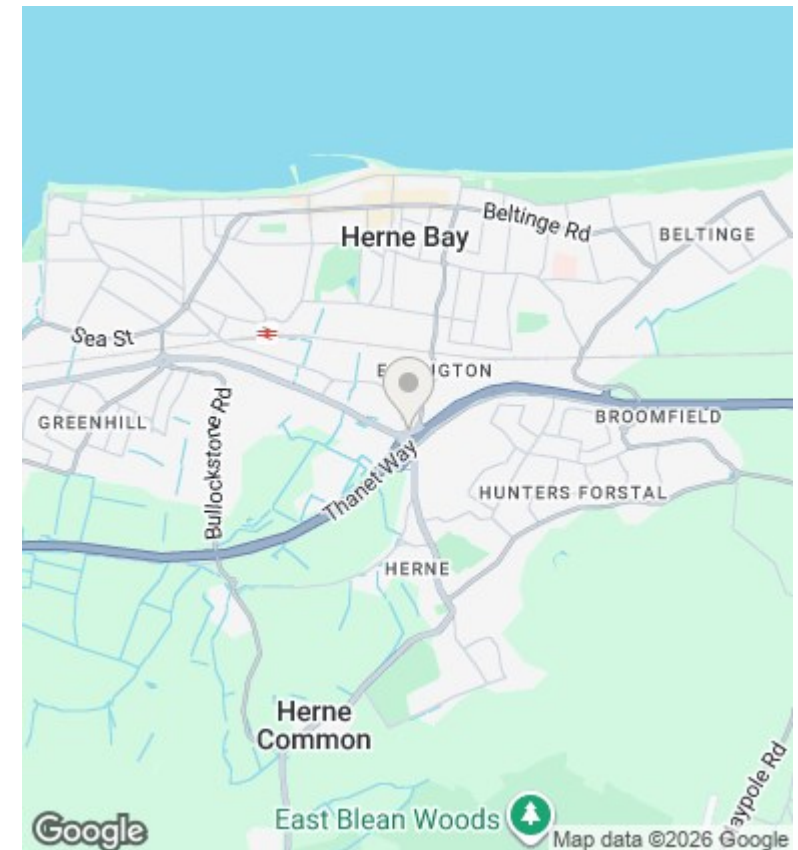 Herne Bay
Beltinge Rd
BELTINGE
Sea St
GREENHILL
Bullockstone Rd
Thanet Way
BROOMFIELD
HUNTERS FORSTAL
HERNE
Herne
Common
East Blean Woods
Google
Map data ©2026 Google